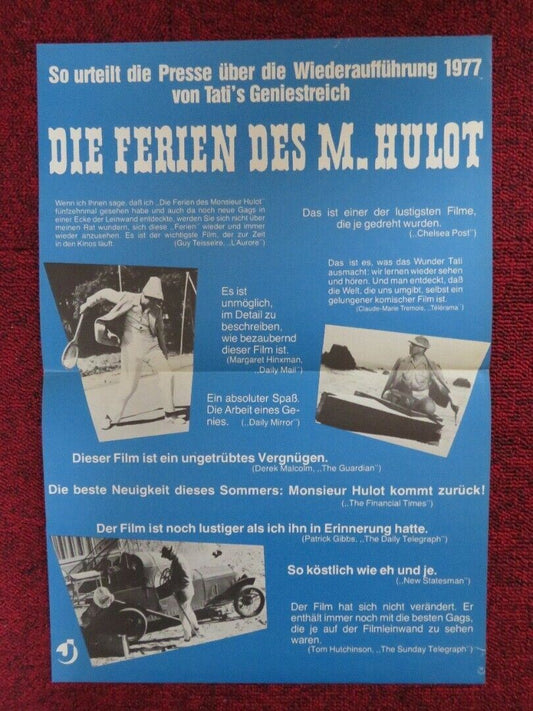 So urteilt die Presse über die Wiederaufführung 1977
von Tati's Geniestreich
DIE FERIEN DES M. HULOT
Wenn ich Ihnen sage, daß ich ,,Die Ferien des Monsieur Hulot"
fünfzehnmal gesehen habe und auch da noch neue Gags in
einer Ecke der Leinwand entdeckte, werden Sie sich nicht über
meinen Rat wundern, sich diese ,,Ferien" wieder und immer
wieder anzusehen. Es ist der wichtigste Film, der zur Zeit
in den Kinos läuft. (Guy Teisseire, ,,L'Aurore")
Das ist einer der lustigsten Filme,
die je gedreht wurden.
(,,Chelsea Post")
Das ist es, was das Wunder Tati
ausmacht: wir lernen wieder sehen
und hören. Und man entdeckt, daß
die Welt, die uns umgibt, selbst ein
gelungener komischer Film ist.
(Claude-Marie Tremois, ,,Télérama")
Es ist
unmöglich,
im Detail zu
beschreiben,
wie bezaubernd
dieser Film ist.
(Margaret Hinxman,
,,Daily Mail")
Ein absoluter Spaß.
Die Arbeit eines Ge-
nies. (,,Daily Mirror")
Dieser Film ist ein ungetrübtes Vergnügen.
(Derek Malcolm, ,,The Guardian")
Die beste Neuigkeit dieses Sommers: Monsieur Hulot kommt zurück!
(,,The Financial Times")
Der Film ist noch lustiger als ich ihn in Erinnerung hatte.
(Patrick Gibbs, ,,The Daily Telegraph")
So köstlich wie eh und je.
(,,New Statesman")
Der Film hat sich nicht verändert. Er
enthält immer noch mit die besten Gags,
die je auf der Filmleinwand zu sehen
waren.
(Tom Hutchinson, ,,The Sunday Telegraph")